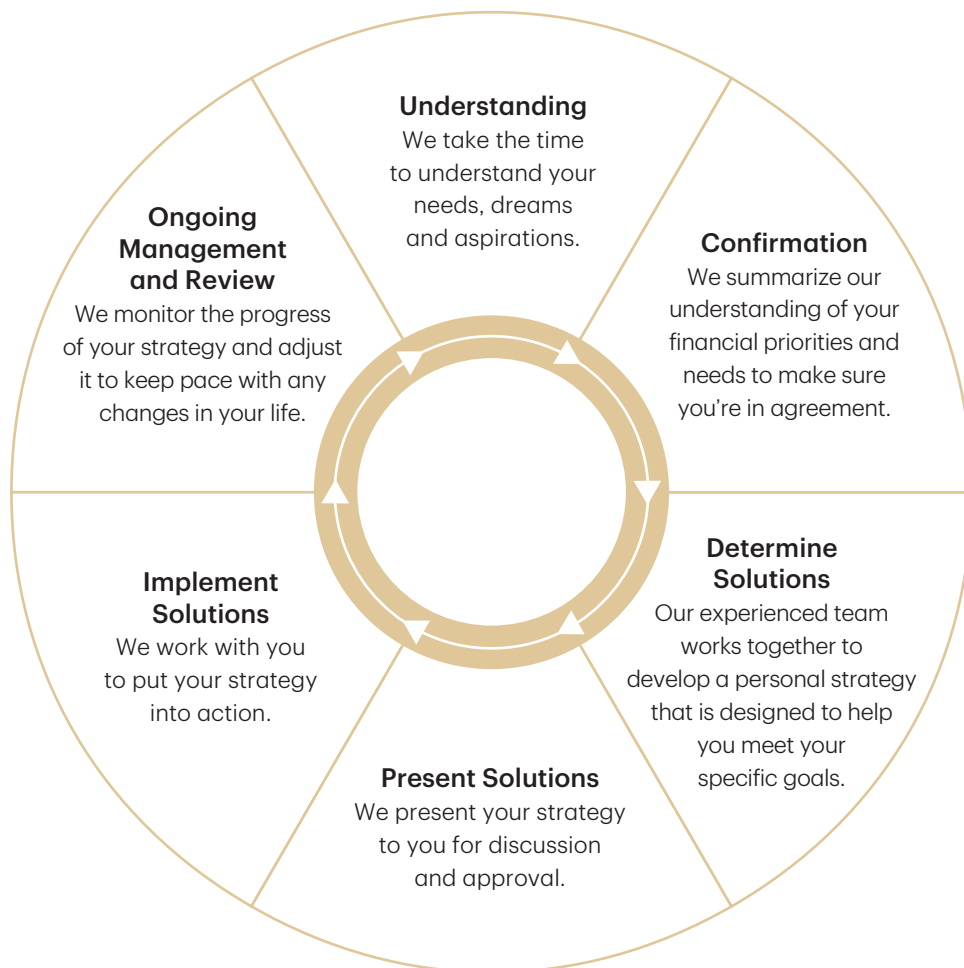 Understanding
We take the time
to understand your
needs, dreams
and aspirations.
Confirmation
We summarize our
understanding of your
financial priorities and
needs to make sure
you’re in agreement.
Determine
Solutions
Our experienced team
works together to
develop a personal strategy
that is designed to help
you meet your
specific goals.
Present Solutions
We present your strategy
to you for discussion
and approval.
Implement
Solutions
We work with you
to put your strategy
into action.
Ongoing
Management
and Review
We monitor the progress
of your strategy and adjust
it to keep pace with any
changes in your life.